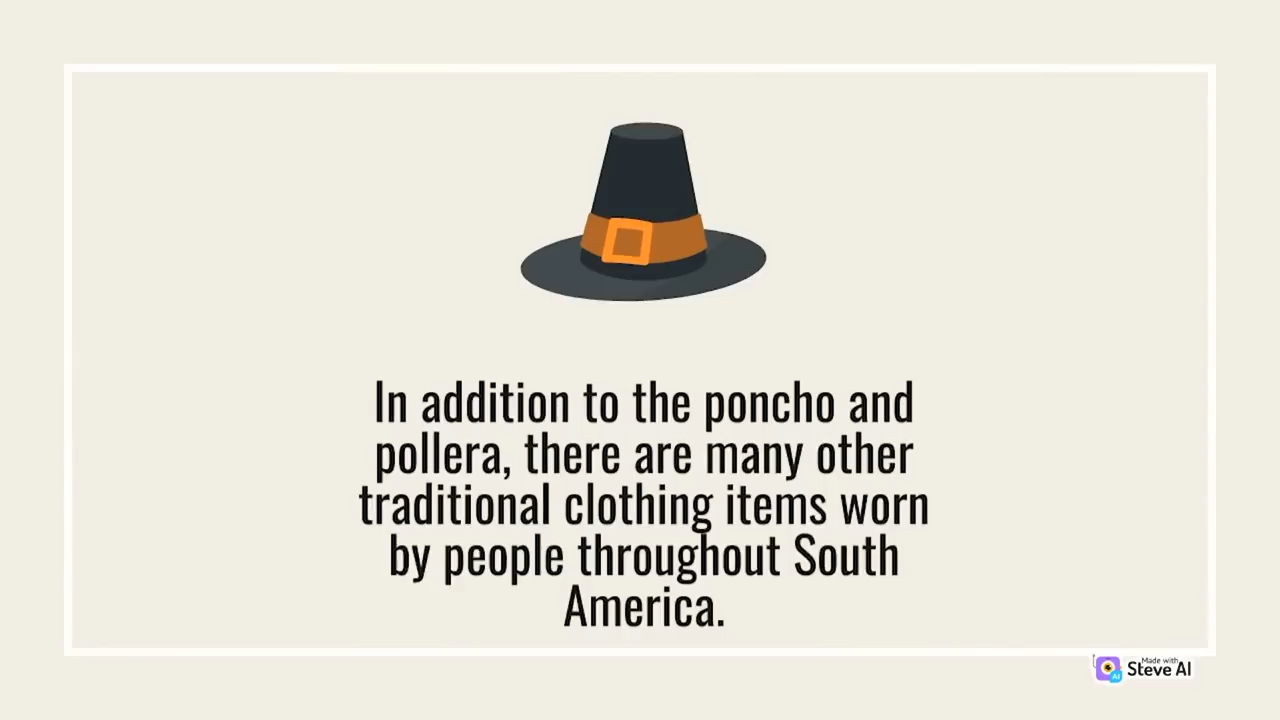 In addition to the poncho and
pollera, there are many other
traditional clothing items worn
by people throughout South
America.
Made with
Steve AI
AI